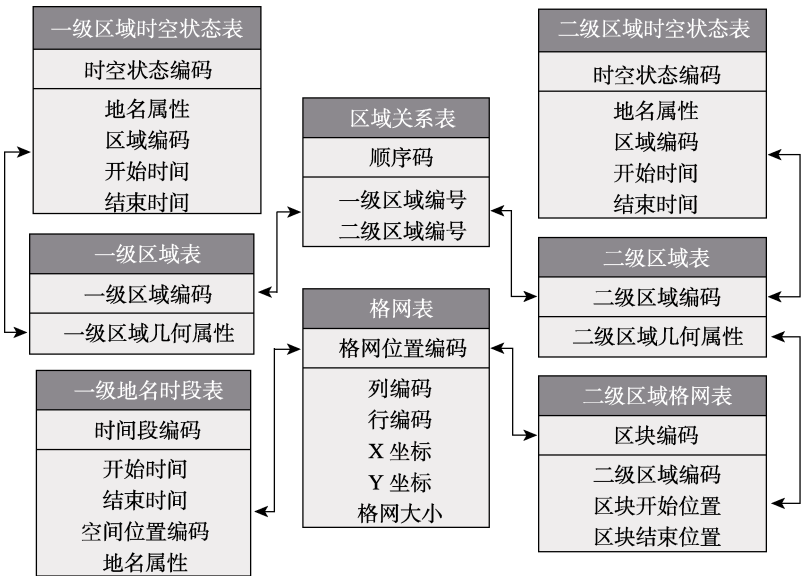 一级区域时空状态表
时空状态编码
地名属性
区域编码
开始时间
结束时间
一级区域表
一级区域编码
一级区域几何属性
一级地名时段表
时间段编码
开始时间
结束时间
空间位置编码
地名属性
区域关系表
顺序码
一级区域编号
二级区域编号
格网表
格网位置编码
列编码
行编码
X 坐标
Y 坐标
格网大小
二级区域时空状态表
时空状态编码
地名属性
区域编码
开始时间
结束时间
二级区域表
二级区域编码
二级区域几何属性
二级区域格网表
区块编码
二级区域编码
区块开始位置
区块结束位置